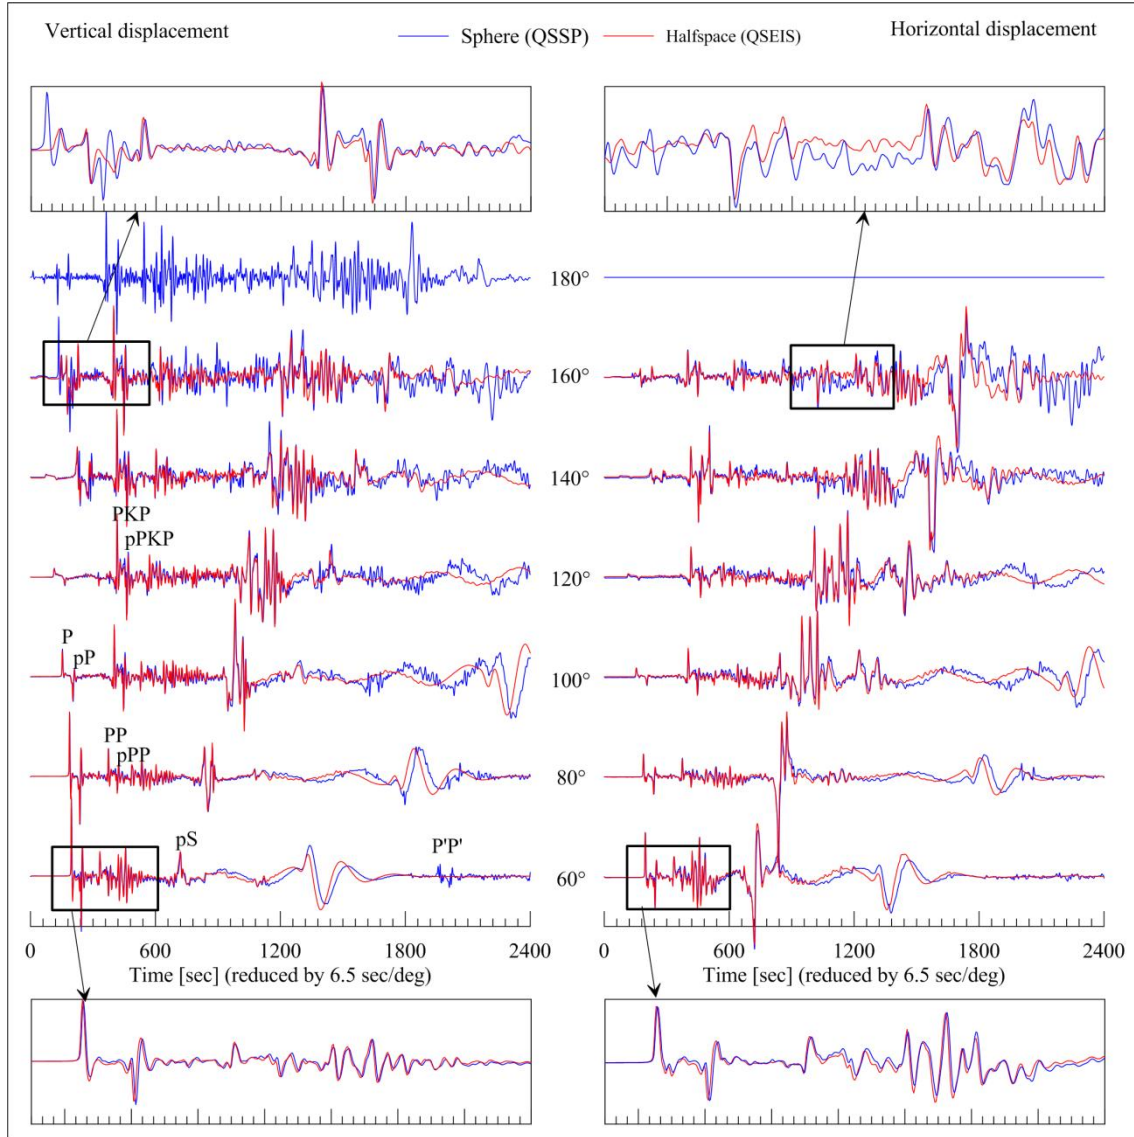 Vertical displacement
Sphere (QSSP)
Halfspace (QSEIS)
Horizontal displacement
180°
160°
140°
PKP
pPKP
120°
P
pP
100°
PP
pPP
80°
pS
P'P'
60°
0 600 1200 1800 2400
0 600 1200 1800 2400
Time [sec] (reduced by 6.5 sec/deg)
Time [sec] (reduced by 6.5 sec/deg)